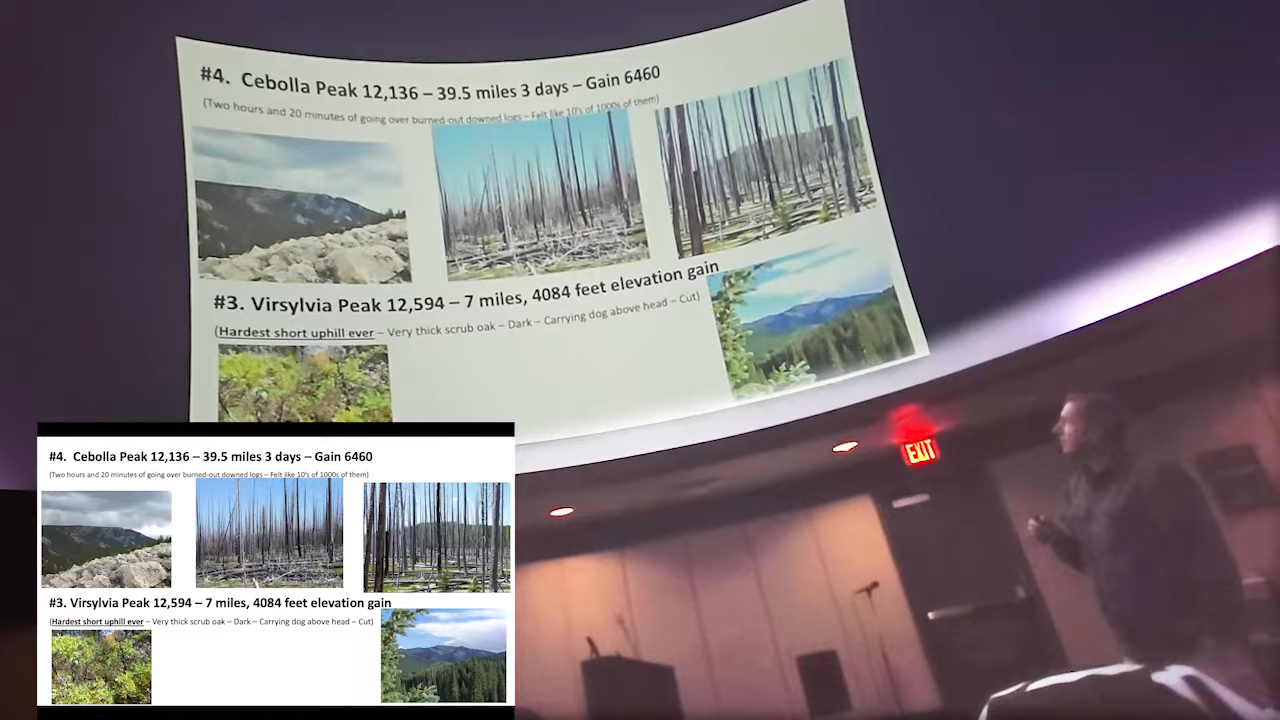 #4. Cebolla Peak 12,136 – 39.5 miles 3 days – Gain 6460
(Two hours and 20 minutes of going over burned-out downed logs – Felt like 10's of 1000s of them)
#3. Virsylvia Peak 12,594 – 7 miles, 4084 feet elevation gain
(Hardest short uphill ever – Very thick scrub oak – Dark – Carrying dog above head – Cut)
EXIT
#4. Cebolla Peak 12,136 – 39.5 miles 3 days – Gain 6460
(Two hours and 20 minutes of going over burned-out downed logs – Felt like 10's of 1000s of them)
#3. Virsylvia Peak 12,594 – 7 miles, 4084 feet elevation gain
(Hardest short uphill ever – Very thick scrub oak – Dark – Carrying dog above head – Cut)